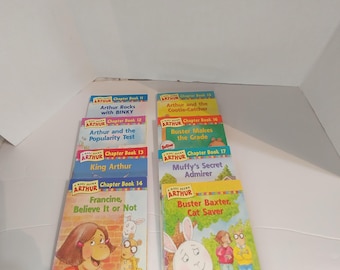 ARTHUR Chapter Book 11
Arthur Rocks
with BINKY
ARTHUR Chapter Book 12
Arthur and the
Popularity Test
ARTHUR Chapter Book 13
King Arthur
ARTHUR Chapter Book 14
Francine,
Believe It or Not
ARTHUR Chapter Book 15
Arthur and the
ARTHUR Chapter Book 16
Buster Makes
the Grade
ARTHUR Chapter Book 17
Muffy's Secret
Admirer
ARTHUR
Buster Baxter,
Cat Saver